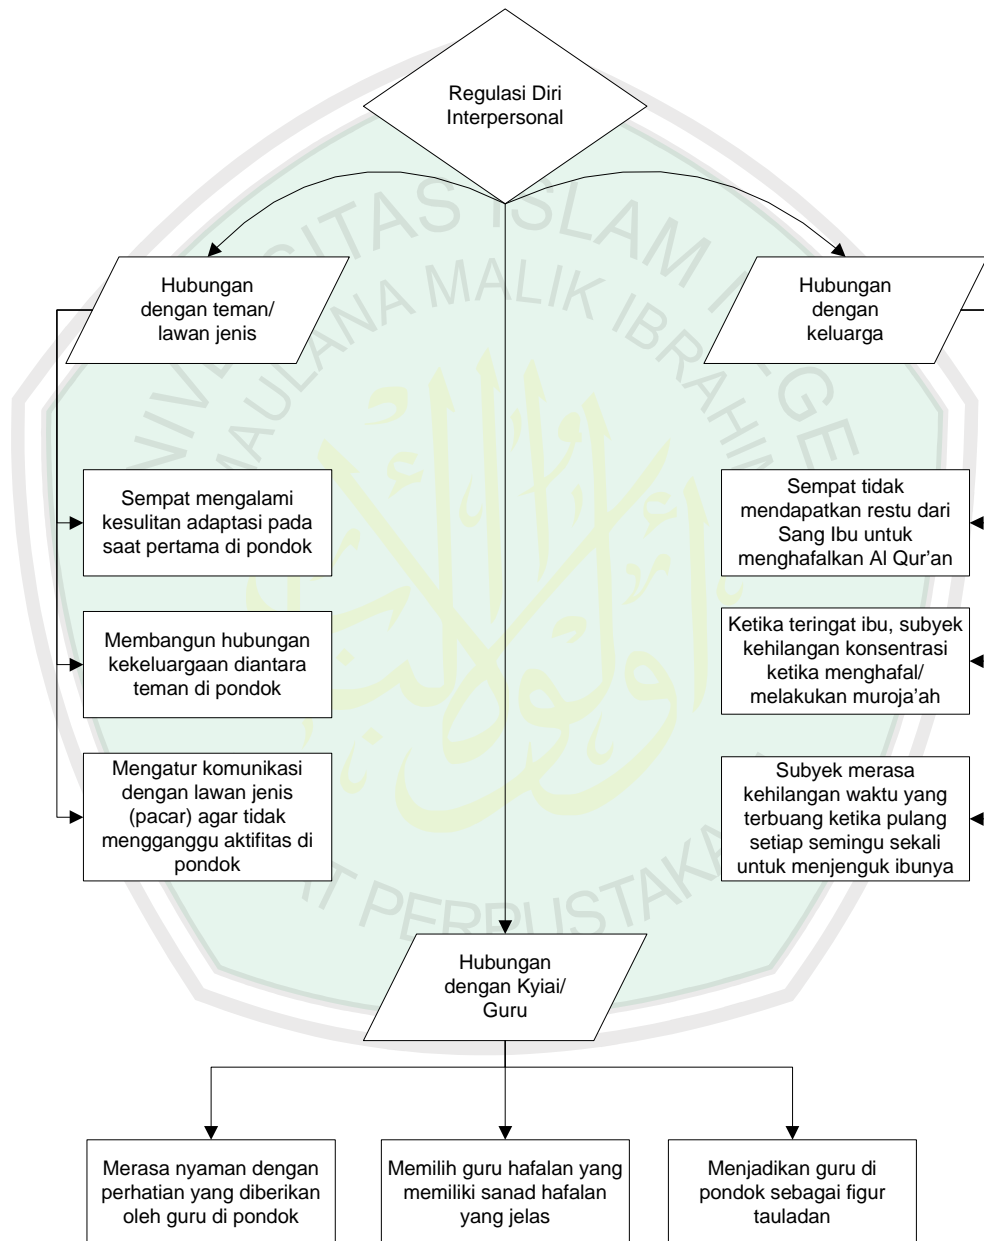 Regulasi Diri
Interpersonal
Hubungan
dengan teman/
lawan jenis
Hubungan
dengan
keluarga
Sempat mengalami
kesulitan adaptasi pada
saat pertama di pondok
Membangun hubungan
kekeluargaan diantara
teman di pondok
Mengatur komunikasi
dengan lawan jenis
(pacar) agar tidak
mengganggu aktifitas di
pondok
Sempat tidak
mendapatkan restu dari
Sang Ibu untuk
menghafalkan Al Qur’an
Ketika teringat ibu, subyek
kehilangan konsentrasi
ketika menghafal/
melakukan muroja’ah
Subyek merasa
kehilangan waktu yang
terbuang ketika pulang
setiap semingu sekali
untuk menjenguk ibunya
Hubungan
dengan Kyiai/
Guru
Merasa nyaman dengan
perhatian yang diberikan
oleh guru di pondok
Memilih guru hafalan yang
memiliki sanad hafalan
yang jelas
Menjadikan guru di
pondok sebagai figur
tauladan
ISLAM
MALIK IBRAHIM